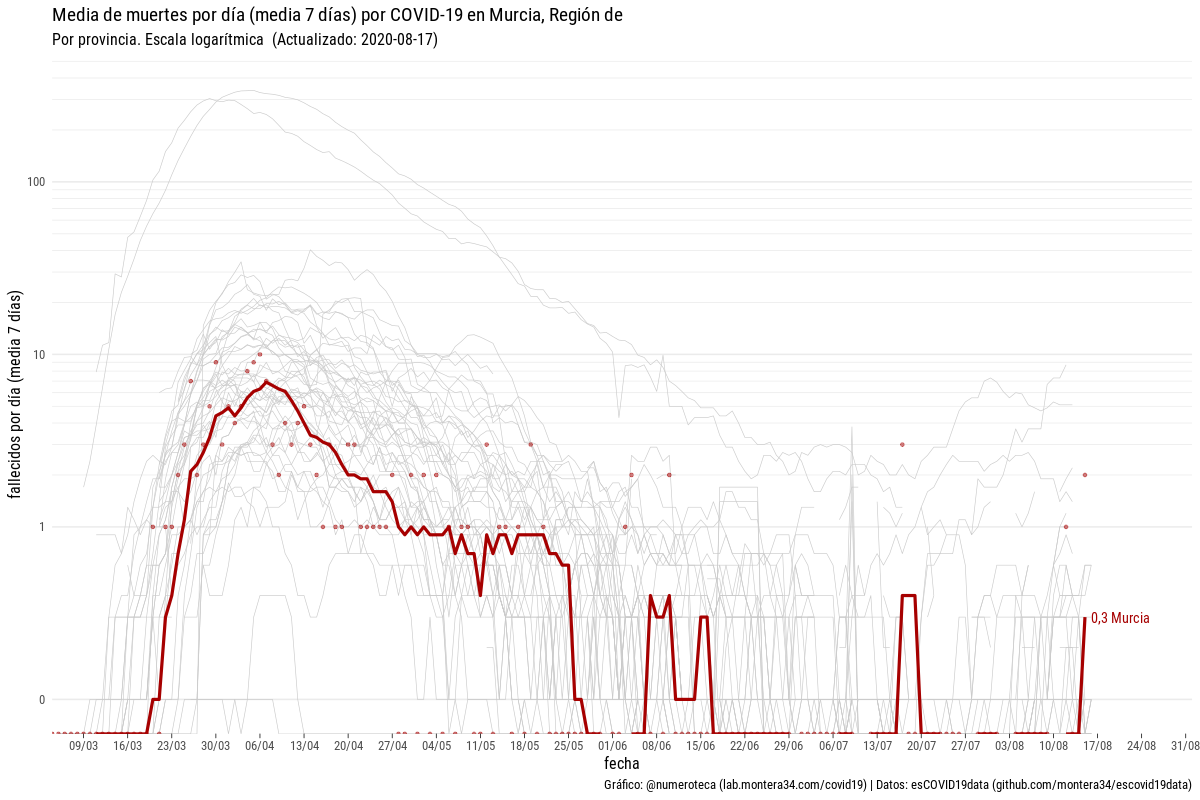 Media de muertes por día (media 7 días) por COVID-19 en Murcia, Región de
Por provincia. Escala logarítmica (Actualizado: 2020-08-17)
fallecidos por día (media 7 días)
100
10
1
0
0,3 Murcia
09/03 16/03 23/03 30/03 06/04 13/04 20/04 27/04 04/05 11/05 18/05 25/05 01/06 08/06 15/06 22/06 29/06 06/07 13/07 20/07 27/07 03/08 10/08 17/08 24/08 31/08
fecha
Gráfico: @numeroteca (lab.montera34.com/covid19) | Datos: esCOVID19data (github.com/montera34/escovid19data)